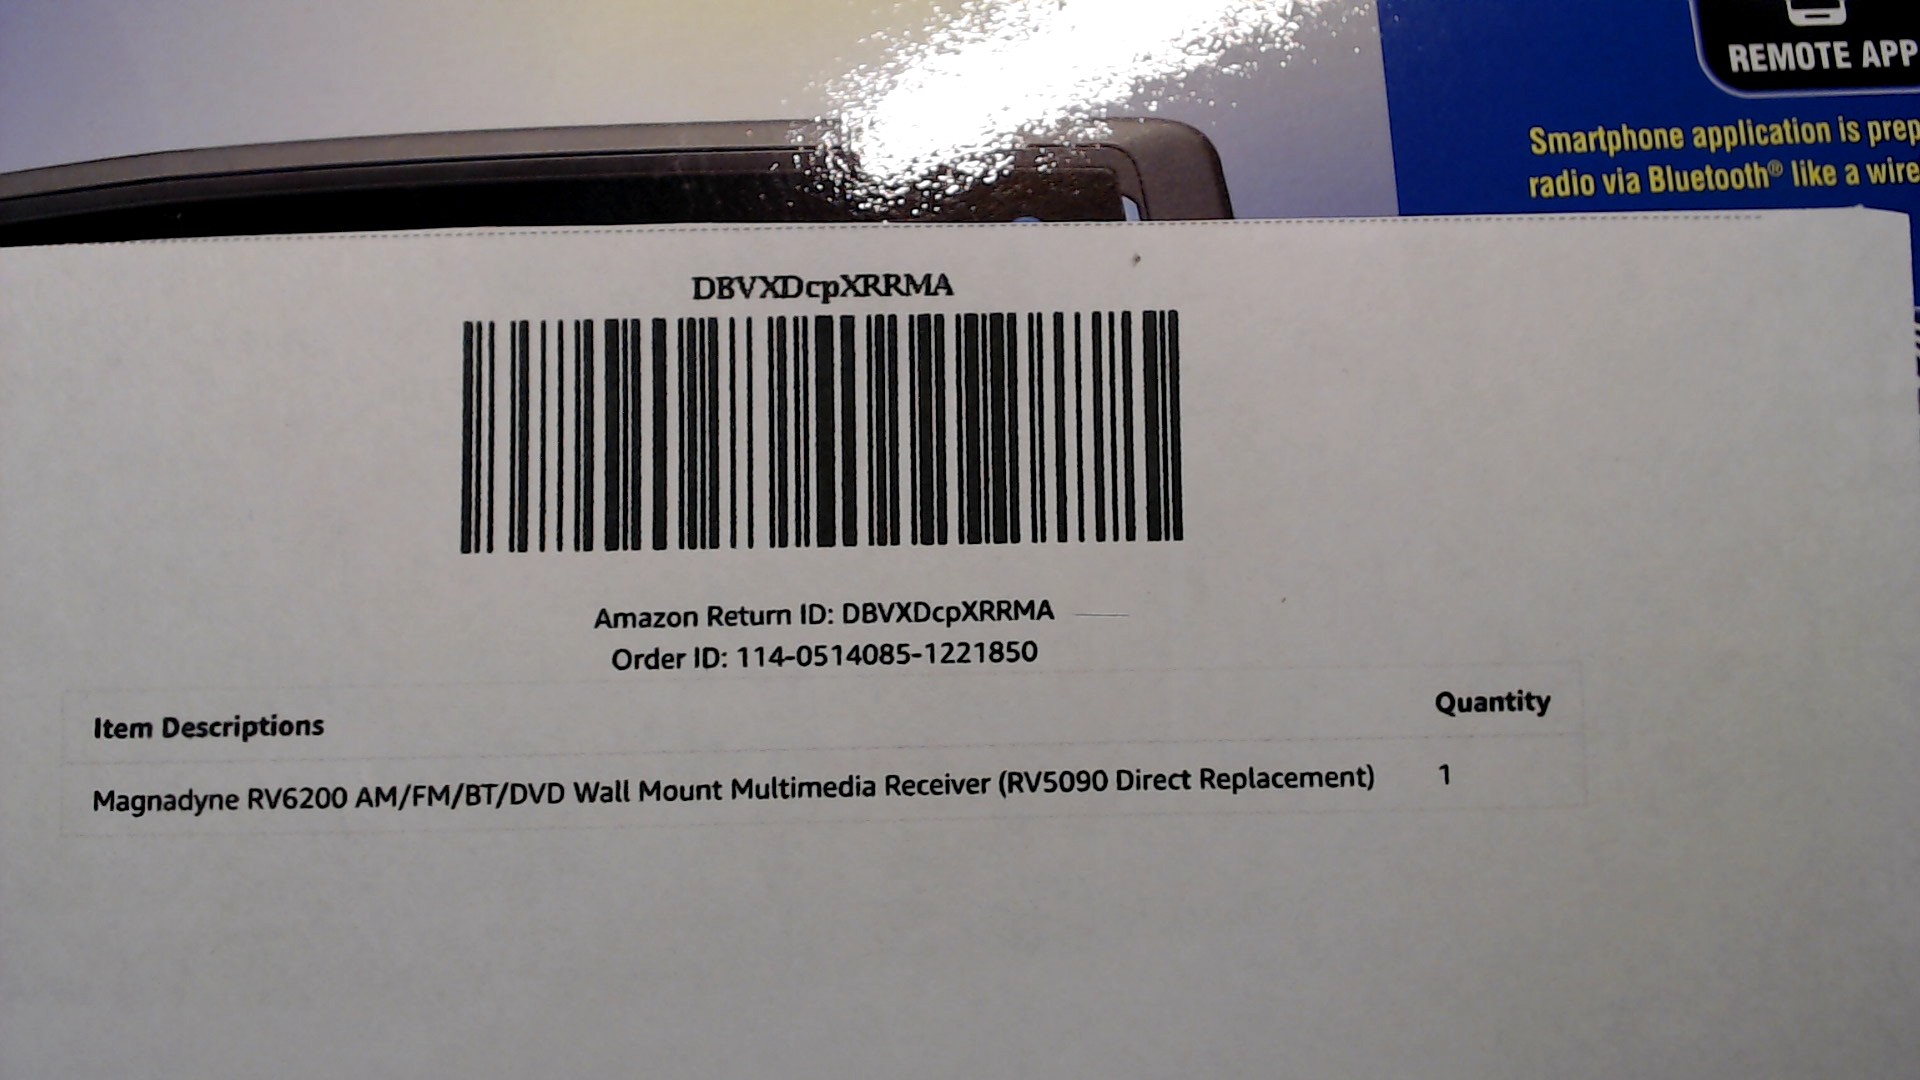 REMOTE APP
Smartphone application is prep
radio via Bluetooth® like a wire
DBVXDcpXRRMA
Amazon Return ID: DBVXDcpXRRMA
Order ID: 114-0514085-1221850
Item Descriptions
Quantity
Magnadyne RV6200 AM/FM/BT/DVD Wall Mount Multimedia Receiver (RV5090 Direct Replacement)
1